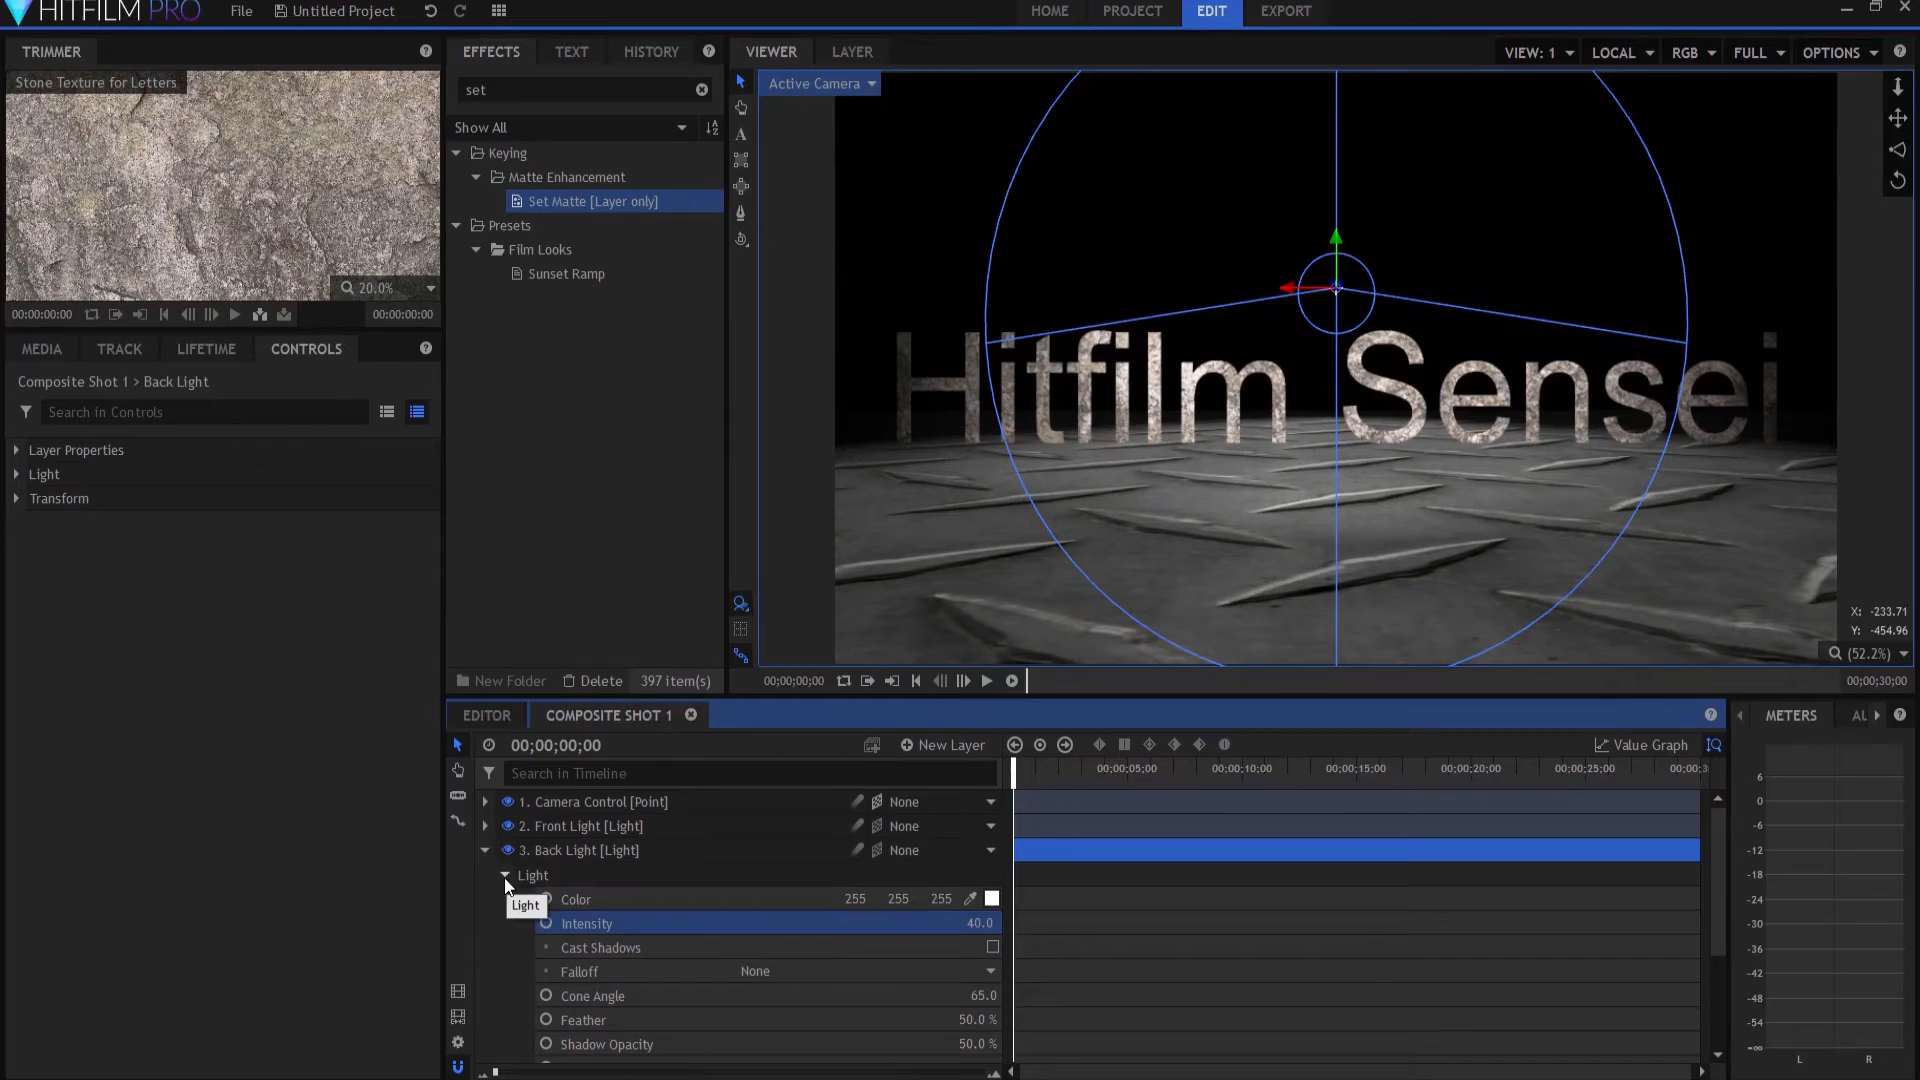 HITFILM PRO
File
Untitled Project
HOME
PROJECT
EDIT
EXPORT
TRIMMER
Stone Texture for Letters
20.0%
00:00:00:00
00:00:00:00
MEDIA
TRACK
LIFETIME
CONTROLS
Composite Shot 1 > Back Light
Search in Controls
Layer Properties
Light
Transform
EFFECTS
TEXT
HISTORY
set
Show All
Keying
Matte Enhancement
Set Matte [Layer only]
Presets
Film Looks
Sunset Ramp
New Folder
Delete
397 item(s)
VIEWER
LAYER
VIEW: 1
LOCAL
RGB
FULL
OPTIONS
Active Camera
Hitfilm Sensei
X: -233.71
Y: -454.96
(52.2%)
00;00;00;00
00;00;30;00
EDITOR
COMPOSITE SHOT 1
00;00;00;00
New Layer
Value Graph
Search in Timeline
00;00;05;00
00;00;10;00
00;00;15;00
00;00;20;00
00;00;25;00
00;00;3
1. Camera Control [Point]
None
2. Front Light [Light]
None
3. Back Light [Light]
None
Light
Light
Color
255
255
255
Intensity
40.0
Cast Shadows
Falloff
None
Cone Angle
65.0
Feather
50.0 %
Shadow Opacity
50.0 %
METERS
AU
6
0
-6
-12
-18
-24
-30
-36
-42
-48
-54
-∞
L
R